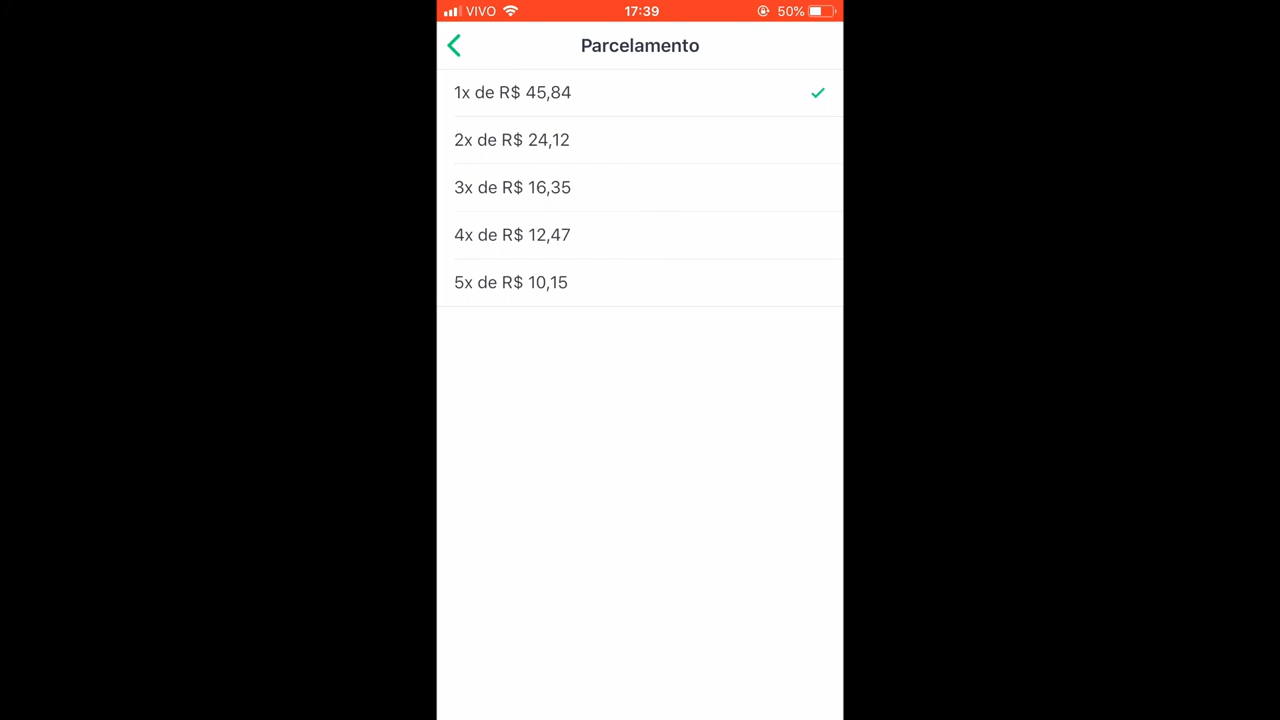 VIVO 17:39 50%
Parcelamento
1x de R$ 45,84
2x de R$ 24,12
3x de R$ 16,35
4x de R$ 12,47
5x de R$ 10,15